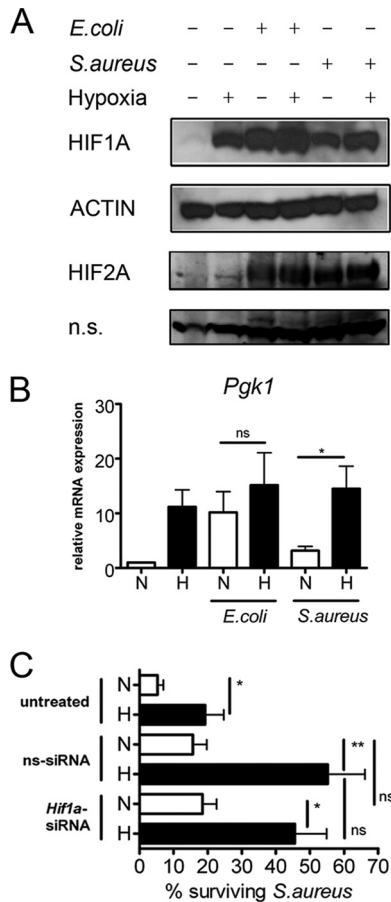 A
E.coli – – + + – –
S.aureus – – – – + +
Hypoxia – + – + – +
HIF1A
ACTIN
HIF2A
n.s.
B
Pgk1
relative mRNA expression
30
20
10
0
ns
*
N H N H N H
E.coli S.aureus
C
untreated
N
H
*
ns-siRNA
N
H
**
ns
Hif1a-
siRNA
N
H
*
ns
0 10 20 30 40 50 60 70
% surviving S.aureus